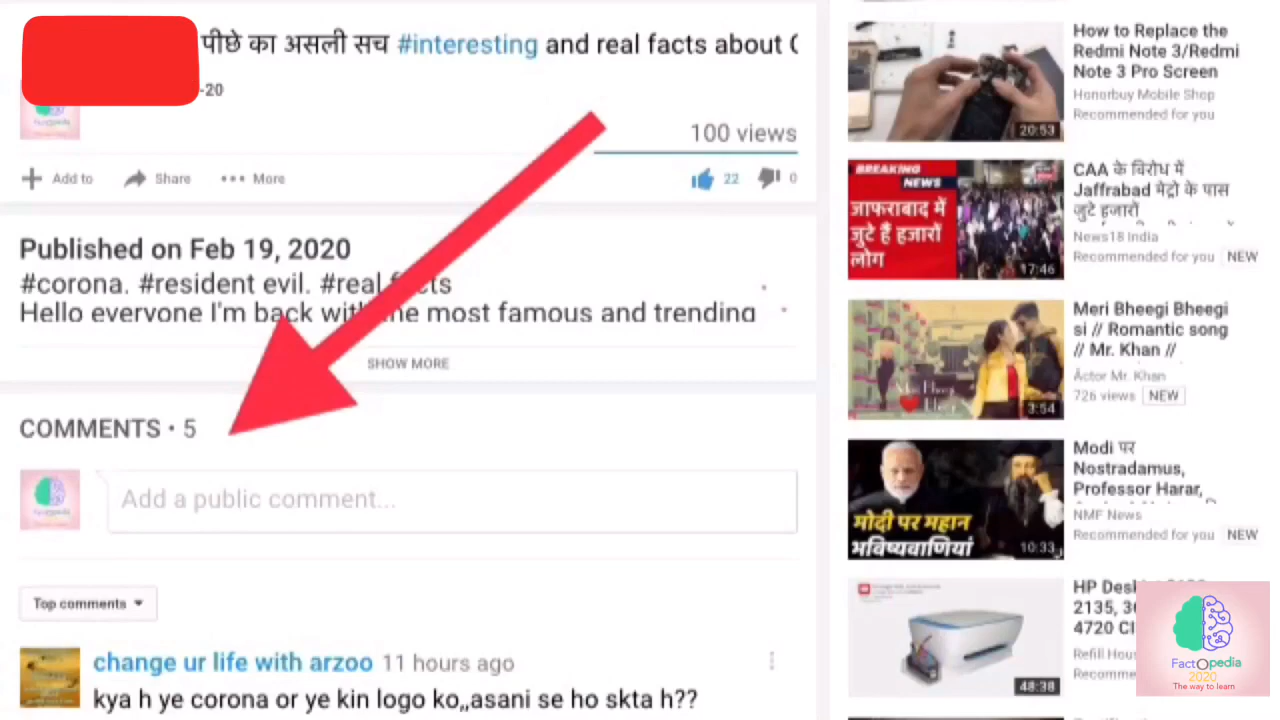 पीछे का असली सच #interesting and real facts about
-20
100 views
Add to
Share
More
22
0
Published on Feb 19, 2020
#corona. #resident evil. #real facts
Hello everyone I'm back with the most famous and trending
SHOW MORE
COMMENTS • 5
Add a public comment...
Top comments
change ur life with arzoo 11 hours ago
kya h ye corona or ye kin logo ko,,asani se ho skta h??
How to Replace the
Redmi Note 3/Redmi
Note 3 Pro Screen
Honorbuy Mobile Shop
Recommended for you
20:53
BREAKING
NEWS
जाफराबाद में
जुटे हैं हजारों
लोग
17:46
CAA के विरोध में
Jaffrabad मेट्रो के पास
जुटे हजारों
News18 India
Recommended for you NEW
3:54
Meri Bheegi Bheegi
si // Romantic song
// Mr. Khan //
Actor Mr. Khan
726 views NEW
मोदी पर महान
भविष्यवाणियां
10:33
Modi पर
Nostradamus,
Professor Harar,
NMF News
Recommended for you NEW
48:38
HP
2135,
4720
Refill
FactOpedia
2020
The way to learn